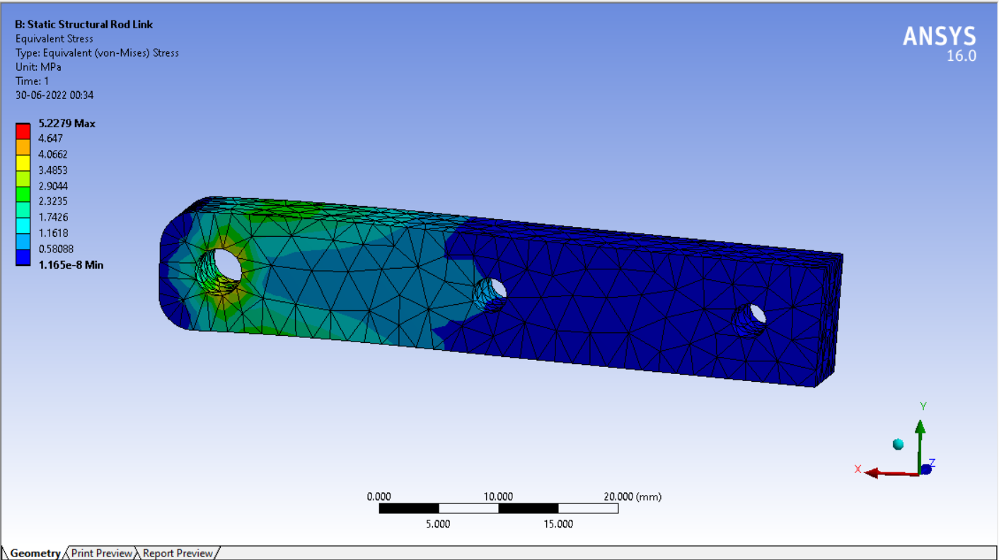 B: Static Structural Rod Link
Equivalent Stress
Type: Equivalent (von-Mises) Stress
Unit: MPa
Time: 1
30-06-2022 00:34
ANSYS
16.0
5.2279 Max
4.647
4.0662
3.4853
2.9044
2.3235
1.7426
1.1618
0.58088
1.165e-8 Min
Y
X
Z
0.000 10.000 20.000 (mm)
5.000 15.000
Geometry Print Preview Report Preview